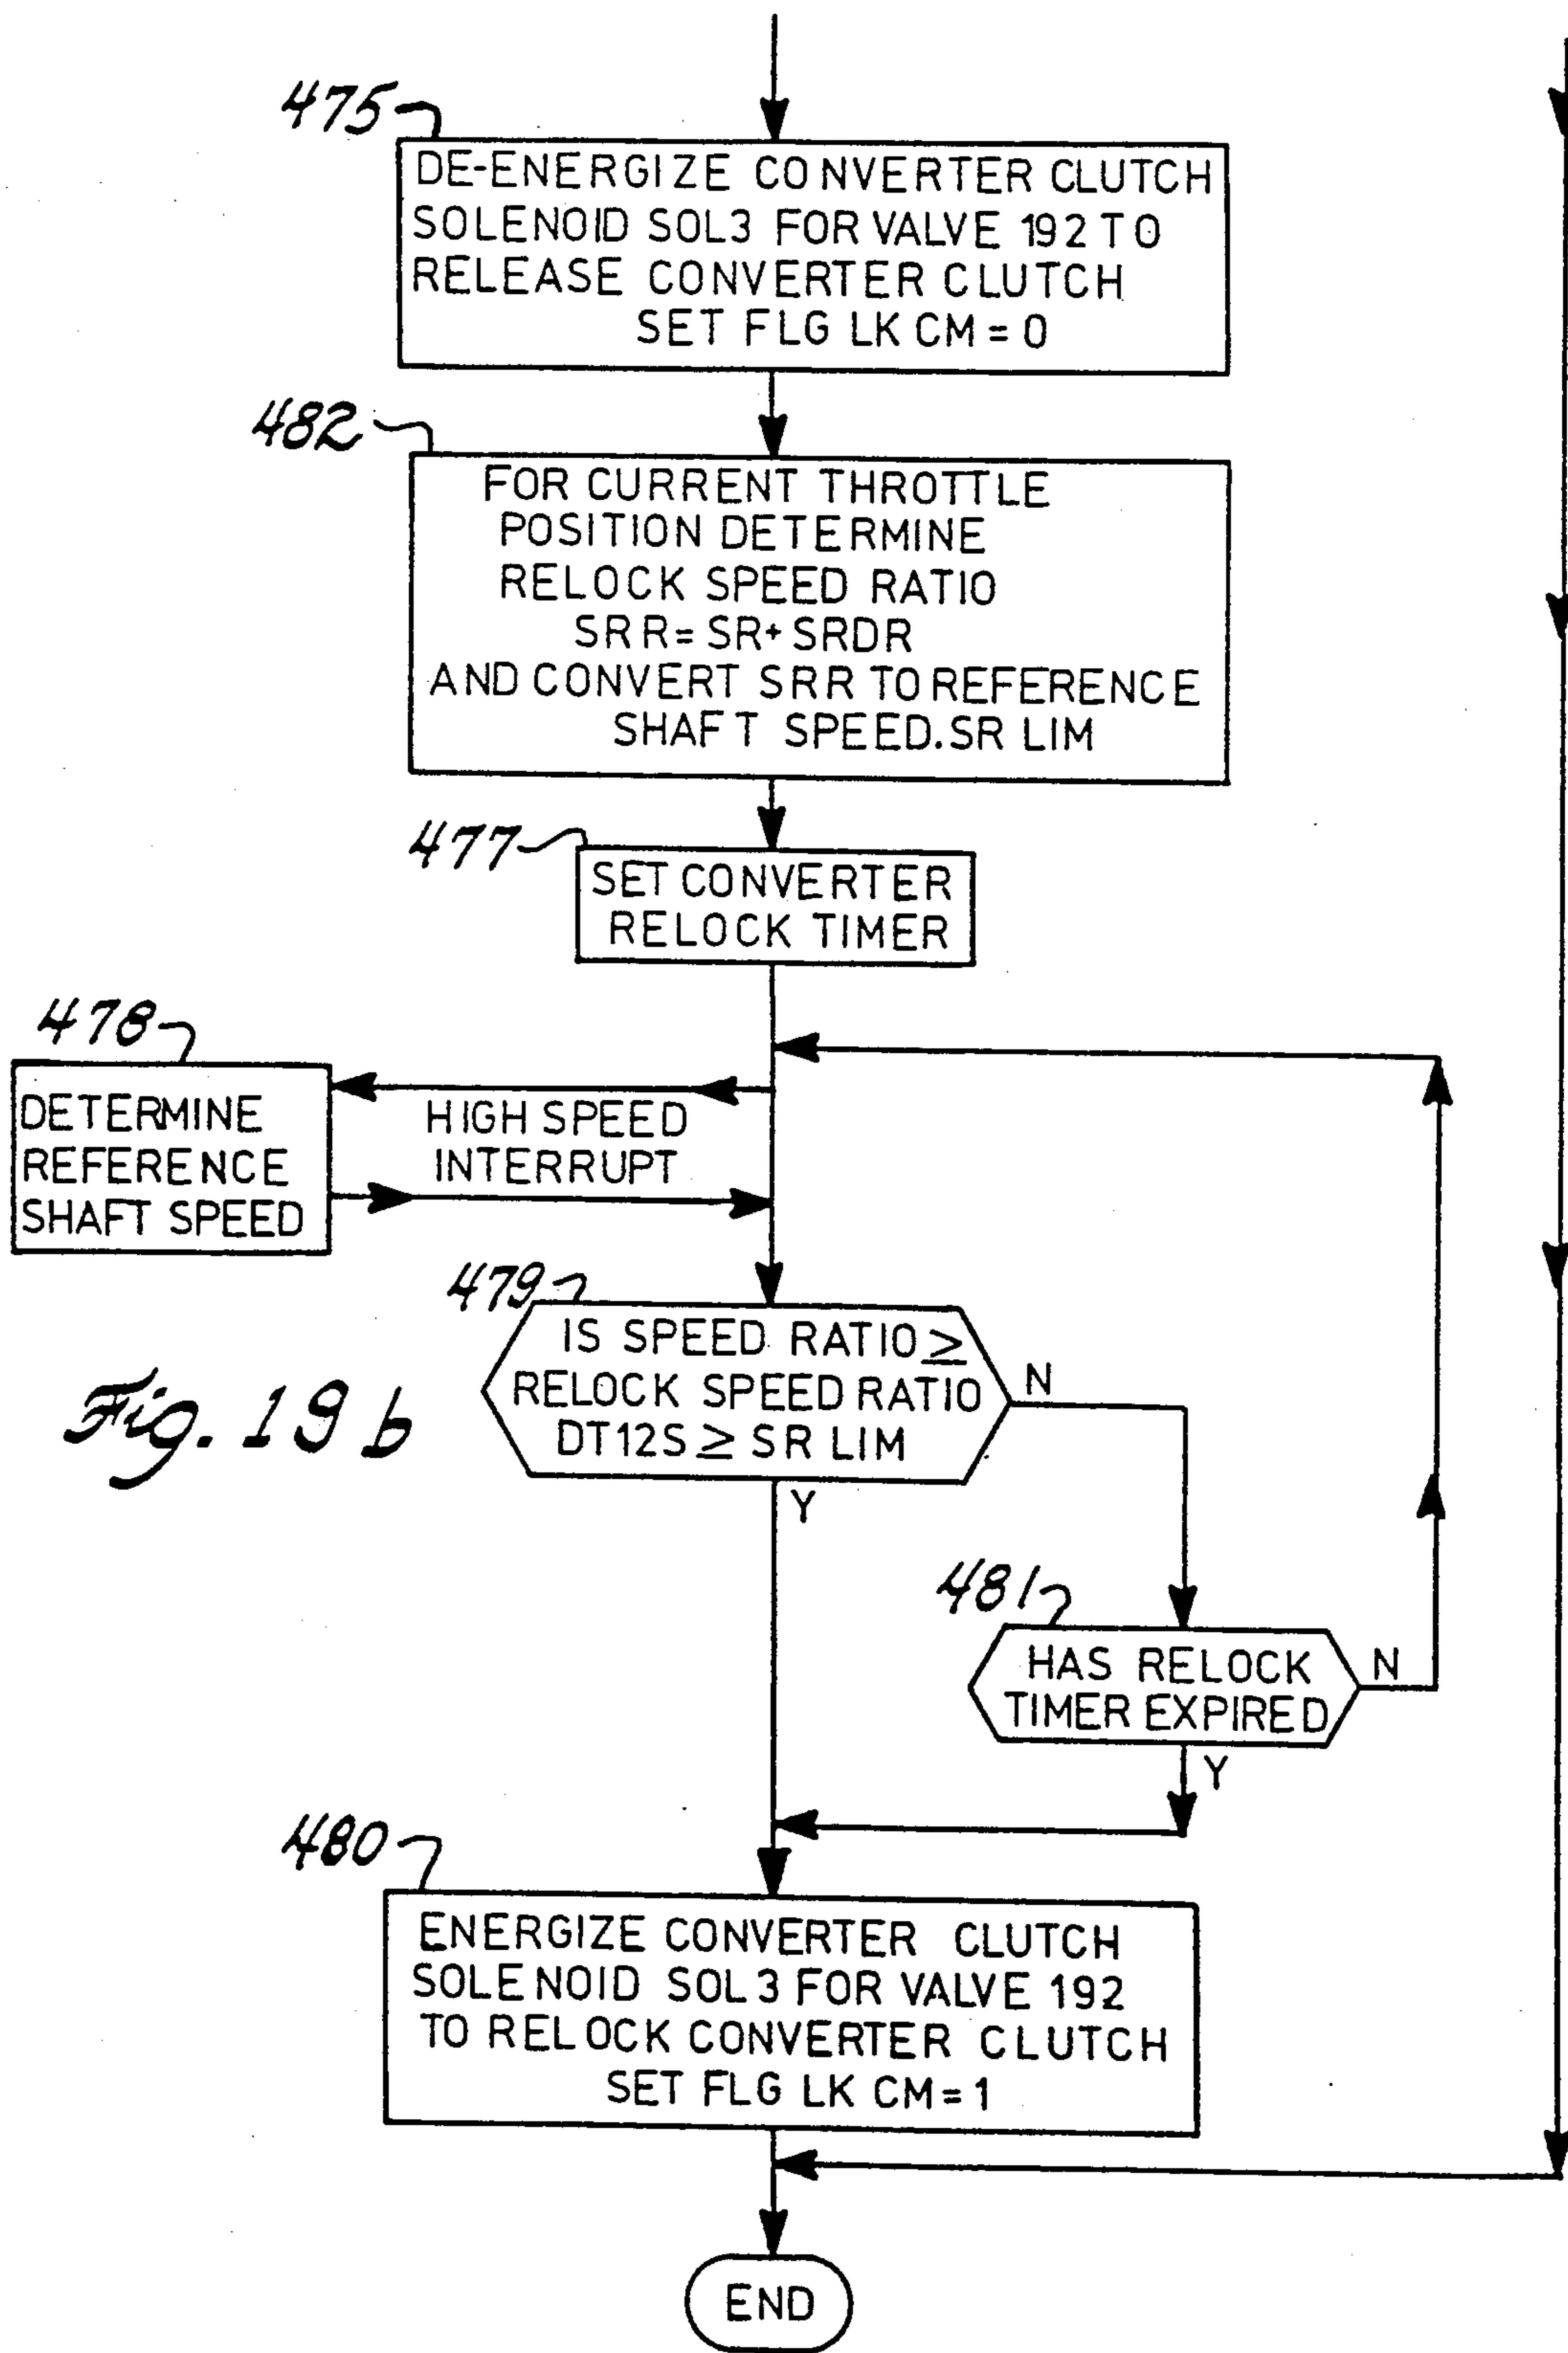 475
DE-ENERGIZE CONVERTER CLUTCH
SOLENOID SOL3 FOR VALVE 192 TO
RELEASE CONVERTER CLUTCH
SET FLG LK CM = 0
482
FOR CURRENT THROTTLE
POSITION DETERMINE
RELOCK SPEED RATIO
SRR = SR + SRDR
AND CONVERT SRR TO REFERENCE
SHAFT SPEED. SR LIM
477
SET CONVERTER
RELOCK TIMER
478
DETERMINE
REFERENCE
SHAFT SPEED
HIGH SPEED
INTERRUPT
479
IS SPEED RATIO ≥
RELOCK SPEED RATIO
DT12S ≥ SR LIM
N
Y
Fig. 19 b
481
HAS RELOCK
TIMER EXPIRED
N
Y
480
ENERGIZE CONVERTER CLUTCH
SOLENOID SOL 3 FOR VALVE 192
TO RELOCK CONVERTER CLUTCH
SET FLG LK CM = 1
END